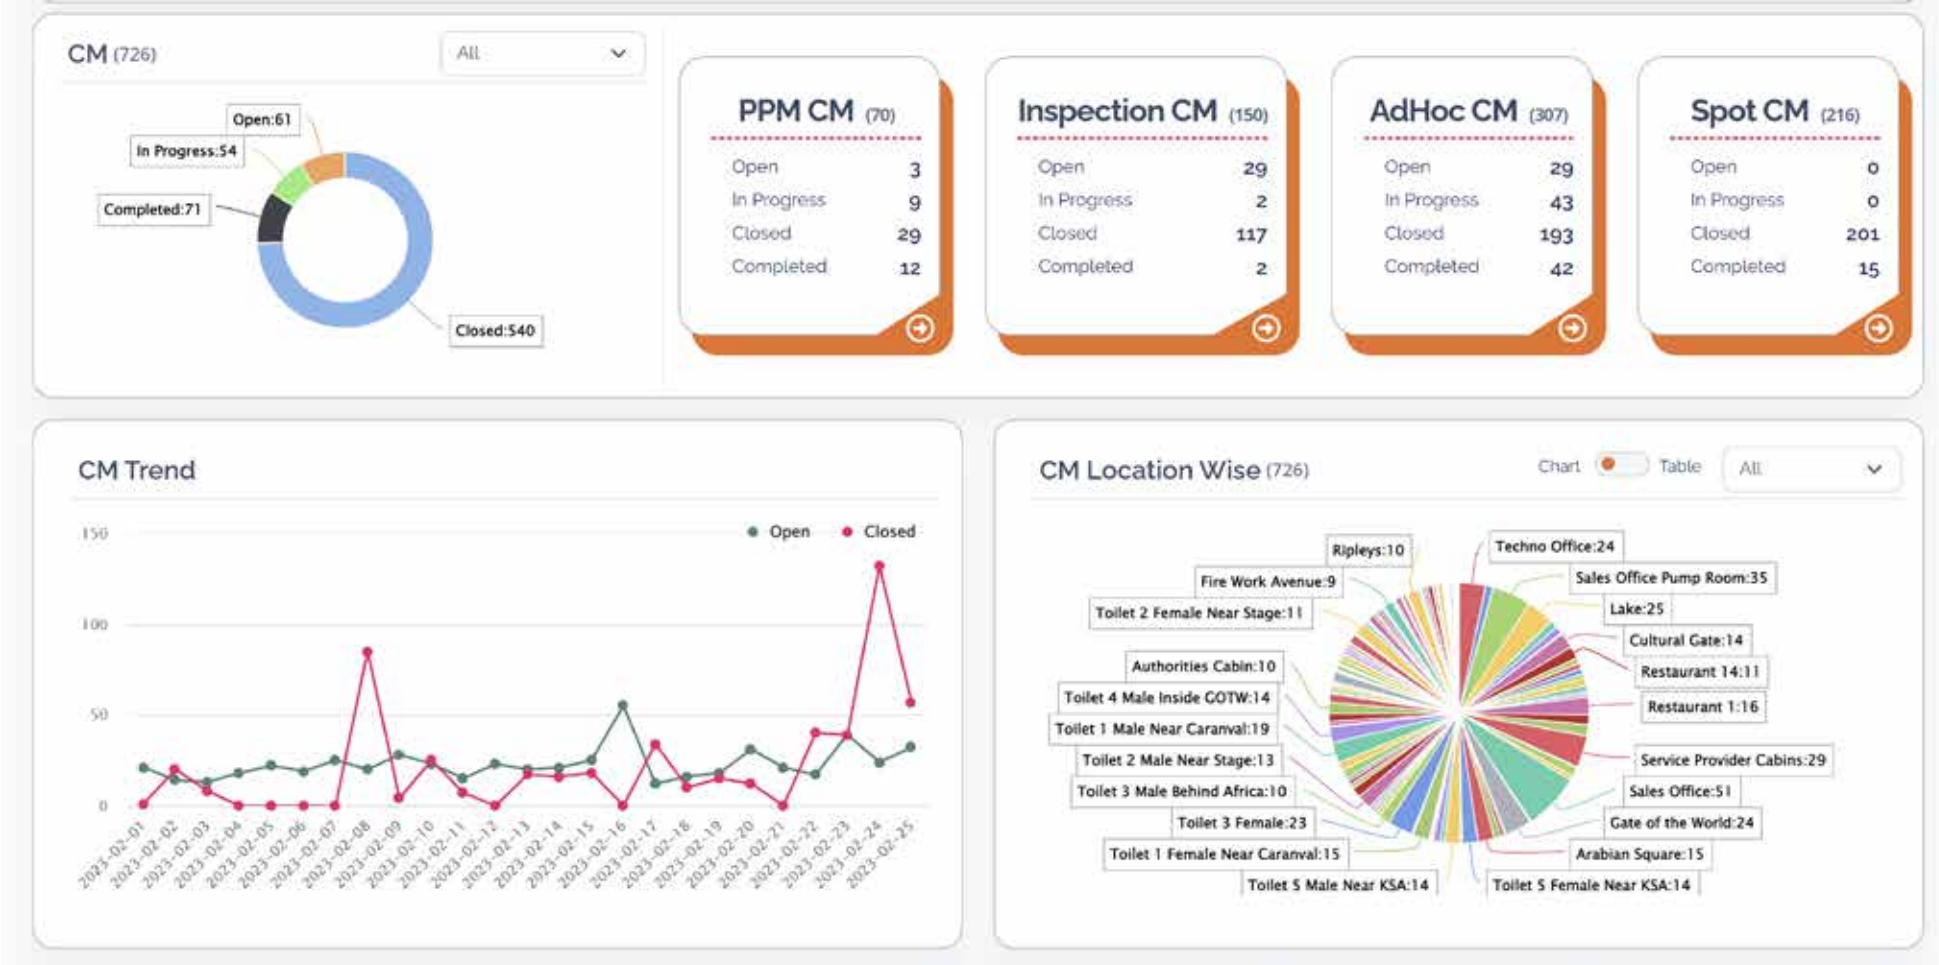 CM (726)
All
Open:61
In Progress:54
Completed:71
Closed:540
PPM CM (70)
Open 3
In Progress 9
Closed 29
Completed 12
Inspection CM (150)
Open 29
In Progress 2
Closed 117
Completed 2
AdHoc CM (307)
Open 29
In Progress 43
Closed 193
Completed 42
Spot CM (216)
Open 0
In Progress 0
Closed 201
Completed 15
CM Trend
Open Closed
150
100
50
0
2023-02-01
2023-02-02
2023-02-03
2023-02-04
2023-02-05
2023-02-06
2023-02-07
2023-02-08
2023-02-09
2023-02-10
2023-02-11
2023-02-12
2023-02-13
2023-02-14
2023-02-15
2023-02-16
2023-02-17
2023-02-18
2023-02-19
2023-02-20
2023-02-21
2023-02-22
2023-02-23
2023-02-24
2023-02-25
CM Location Wise (726)
Chart Table All
Ripleys:10
Fire Work Avenue:9
Toilet 2 Female Near Stage:11
Authorities Cabin:10
Toilet 4 Male Inside GOTW:14
Toilet 1 Male Near Caranval:19
Toilet 2 Male Near Stage:13
Toilet 3 Male Behind Africa:10
Toilet 3 Female:23
Toilet 1 Female Near Caranval:15
Toilet 5 Male Near KSA:14
Techno Office:24
Sales Office Pump Room:35
Lake:25
Cultural Gate:14
Restaurant 14:11
Restaurant 1:16
Service Provider Cabins:29
Sales Office:51
Gate of the World:24
Arabian Square:15
Toilet 5 Female Near KSA:14